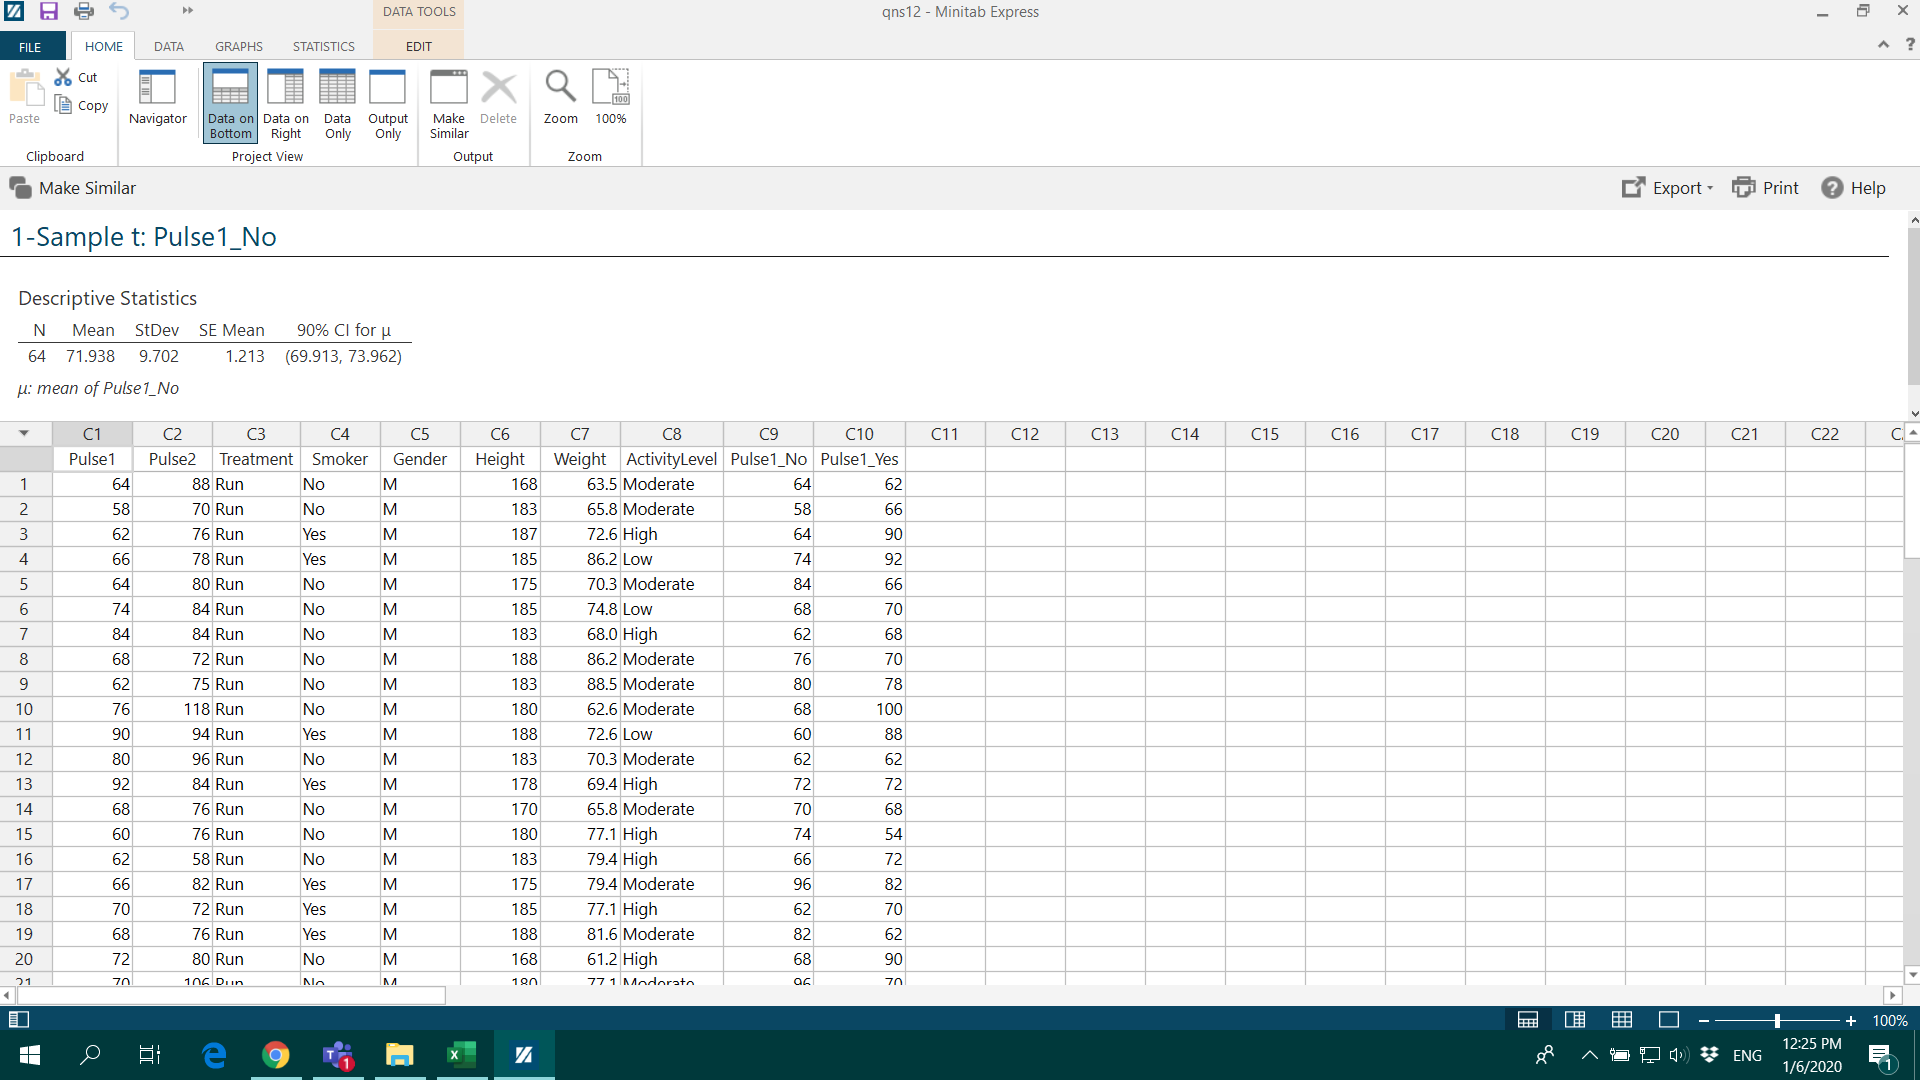 qns12 - Minitab Express
DATA TOOLS
FILE HOME DATA GRAPHS STATISTICS EDIT
Paste Cut Copy
Navigator
Data on Bottom
Data on Right
Data Only
Output Only
Make Similar
Delete
Zoom
100
100%
Clipboard Project View Output Zoom
Make Similar Export Print Help
1-Sample t: Pulse1_No
Descriptive Statistics
N Mean StDev SE Mean 90% CI for μ
64 71.938 9.702 1.213 (69.913, 73.962)
μ: mean of Pulse1_No
C1 C2 C3 C4 C5 C6 C7 C8 C9 C10 C11 C12 C13 C14 C15 C16 C17 C18 C19 C20 C21 C22
Pulse1 Pulse2 Treatment Smoker Gender Height Weight ActivityLevel Pulse1_No Pulse1_Yes
1 64 88 Run No M 168 63.5 Moderate 64 62
2 58 70 Run No M 183 65.8 Moderate 58 66
3 62 76 Run Yes M 187 72.6 High 64 90
4 66 78 Run Yes M 185 86.2 Low 74 92
5 64 80 Run No M 175 70.3 Moderate 84 66
6 74 84 Run No M 185 74.8 Low 68 70
7 84 84 Run No M 183 68.0 High 62 68
8 68 72 Run No M 188 86.2 Moderate 76 70
9 62 75 Run No M 183 88.5 Moderate 80 78
10 76 118 Run No M 180 62.6 Moderate 68 100
11 90 94 Run Yes M 188 72.6 Low 60 88
12 80 96 Run No M 183 70.3 Moderate 62 62
13 92 84 Run Yes M 178 69.4 High 72 72
14 68 76 Run No M 170 65.8 Moderate 70 68
15 60 76 Run No M 180 77.1 High 74 54
16 62 58 Run No M 183 79.4 High 66 72
17 66 82 Run Yes M 175 79.4 Moderate 96 82
18 70 72 Run Yes M 185 77.1 High 62 70
19 68 76 Run Yes M 188 81.6 Moderate 82 62
20 72 80 Run No M 168 61.2 High 68 90
21 70 106 Run No M 180 77.1 Moderate 96 70
100%
1 ENG 12:25 PM
1/6/2020 1